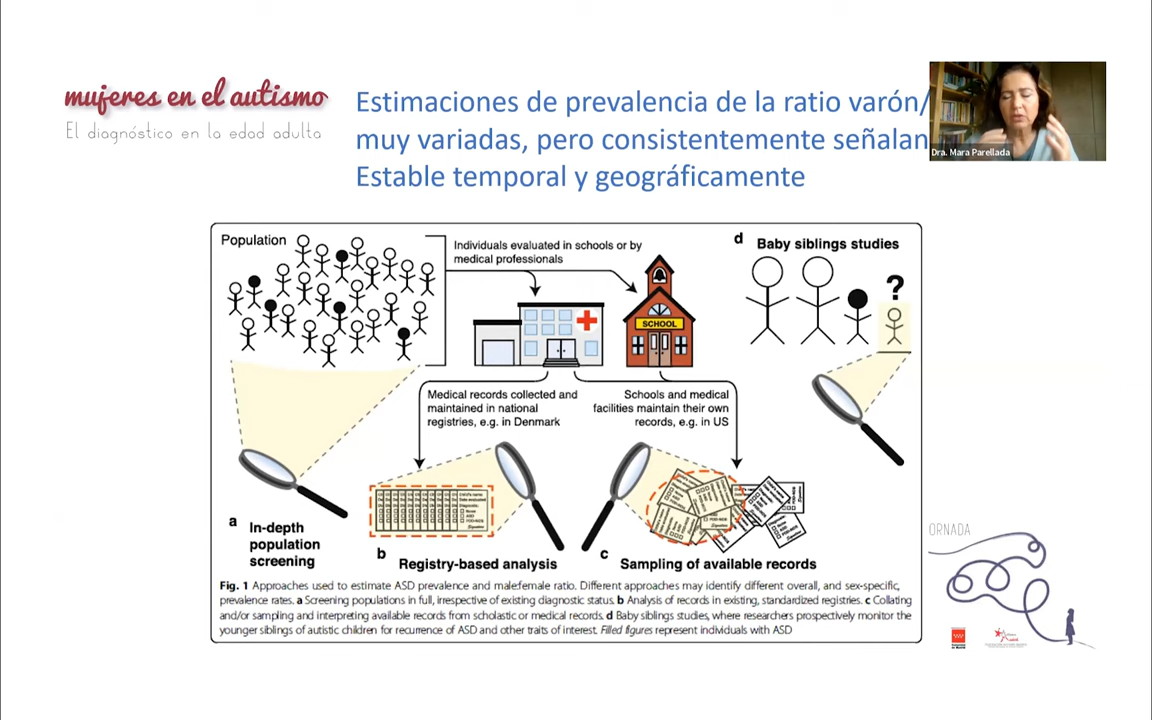 mujeres en el autismo
El diagnóstico en la edad adulta
Estimaciones de prevalencia de la ratio varón/
muy variadas, pero consistentemente señalan
Estable temporal y geográficamente
Dra. Mara Parellada
Population
Individuals evaluated in schools or by
medical professionals
d
Baby siblings studies
?
SCHOOL
Medical records collected and
maintained in national
registries, e.g. in Denmark
Schools and medical
facilities maintain their own
records, e.g. in US
a
In-depth
population
screening
b
Registry-based analysis
c
Sampling of available records
Fig. 1 Approaches used to estimate ASD prevalence and male:female ratio. Different approaches may identify different overall, and sex-specific,
prevalence rates. a Screening populations in full, irrespective of existing diagnostic status. b Analysis of records in existing, standardized registries. c Collating
and/or sampling and interpreting available records from scholastic or medical records. d Baby siblings studies, where researchers prospectively monitor the
younger siblings of autistic children for recurrence of ASD and other traits of interest. Filled figures represent individuals with ASD
ORNADA